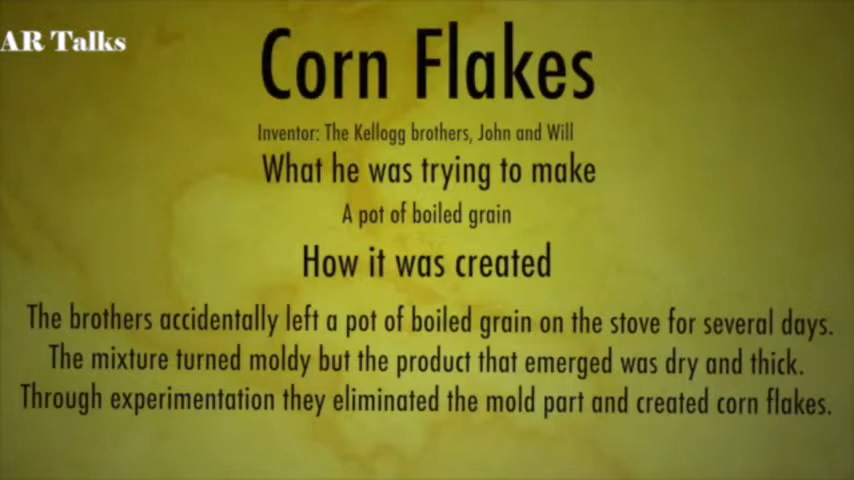 AR Talks
Corn Flakes
Inventor: The Kellogg brothers, John and Will
What he was trying to make
A pot of boiled grain
How it was created
The brothers accidentally left a pot of boiled grain on the stove for several days.
The mixture turned moldy but the product that emerged was dry and thick.
Through experimentation they eliminated the mold part and created corn flakes.